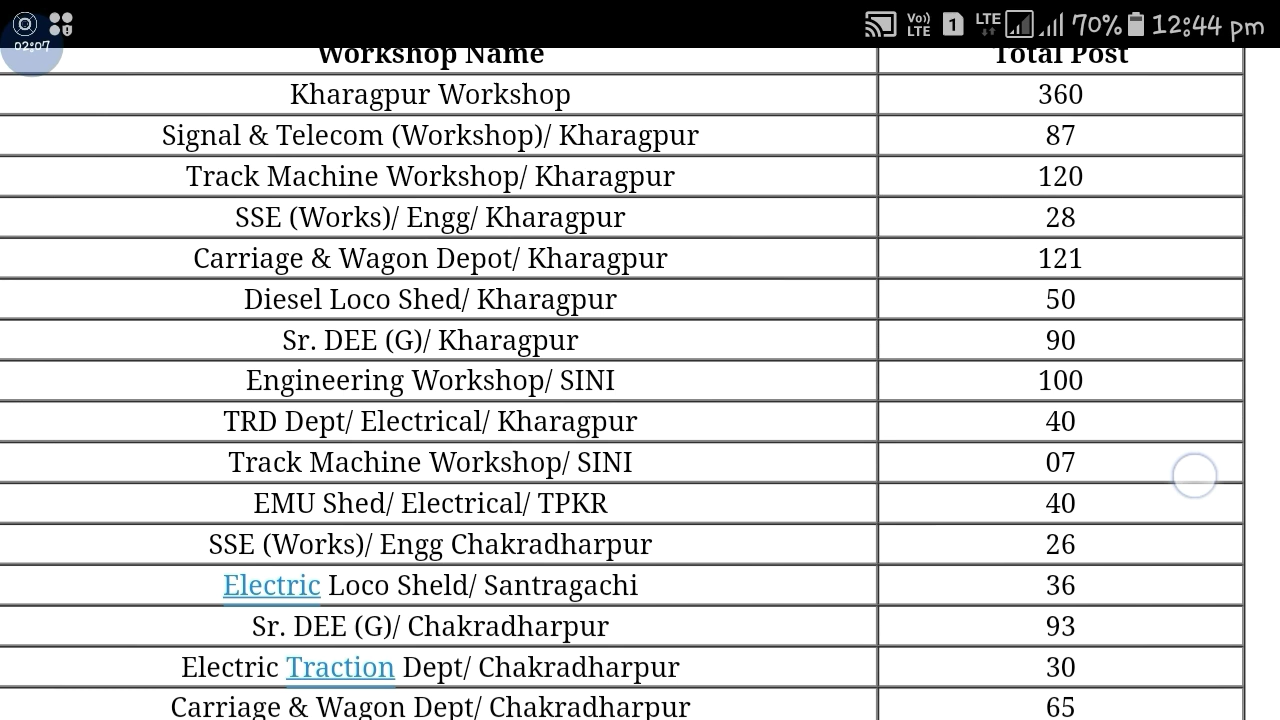 Vo)) LTE 1 LTE 70% 12:44 pm
02:07
Workshop Name Total Post
Kharagpur Workshop 360
Signal & Telecom (Workshop)/ Kharagpur 87
Track Machine Workshop/ Kharagpur 120
SSE (Works)/ Engg/ Kharagpur 28
Carriage & Wagon Depot/ Kharagpur 121
Diesel Loco Shed/ Kharagpur 50
Sr. DEE (G)/ Kharagpur 90
Engineering Workshop/ SINI 100
TRD Dept/ Electrical/ Kharagpur 40
Track Machine Workshop/ SINI 07
EMU Shed/ Electrical/ TPKR 40
SSE (Works)/ Engg Chakradharpur 26
Electric Loco Sheld/ Santragachi 36
Sr. DEE (G)/ Chakradharpur 93
Electric Traction Dept/ Chakradharpur 30
Carriage & Wagon Dept/ Chakradharpur 65